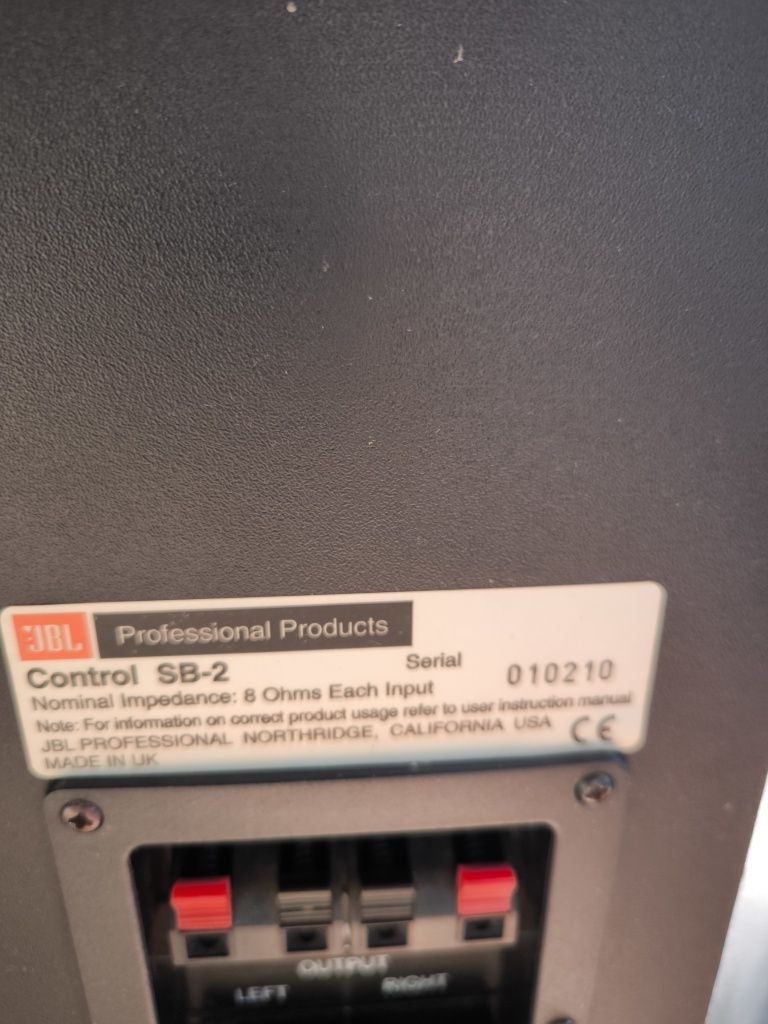 JBL Professional Products
Control SB-2 Serial 010210
Nominal Impedance: 8 Ohms Each Input
Note: For information on correct product usage refer to user instruction manual
JBL PROFESSIONAL NORTHRIDGE, CALIFORNIA USA CE
MADE IN UK
OUTPUT
LEFT RIGHT